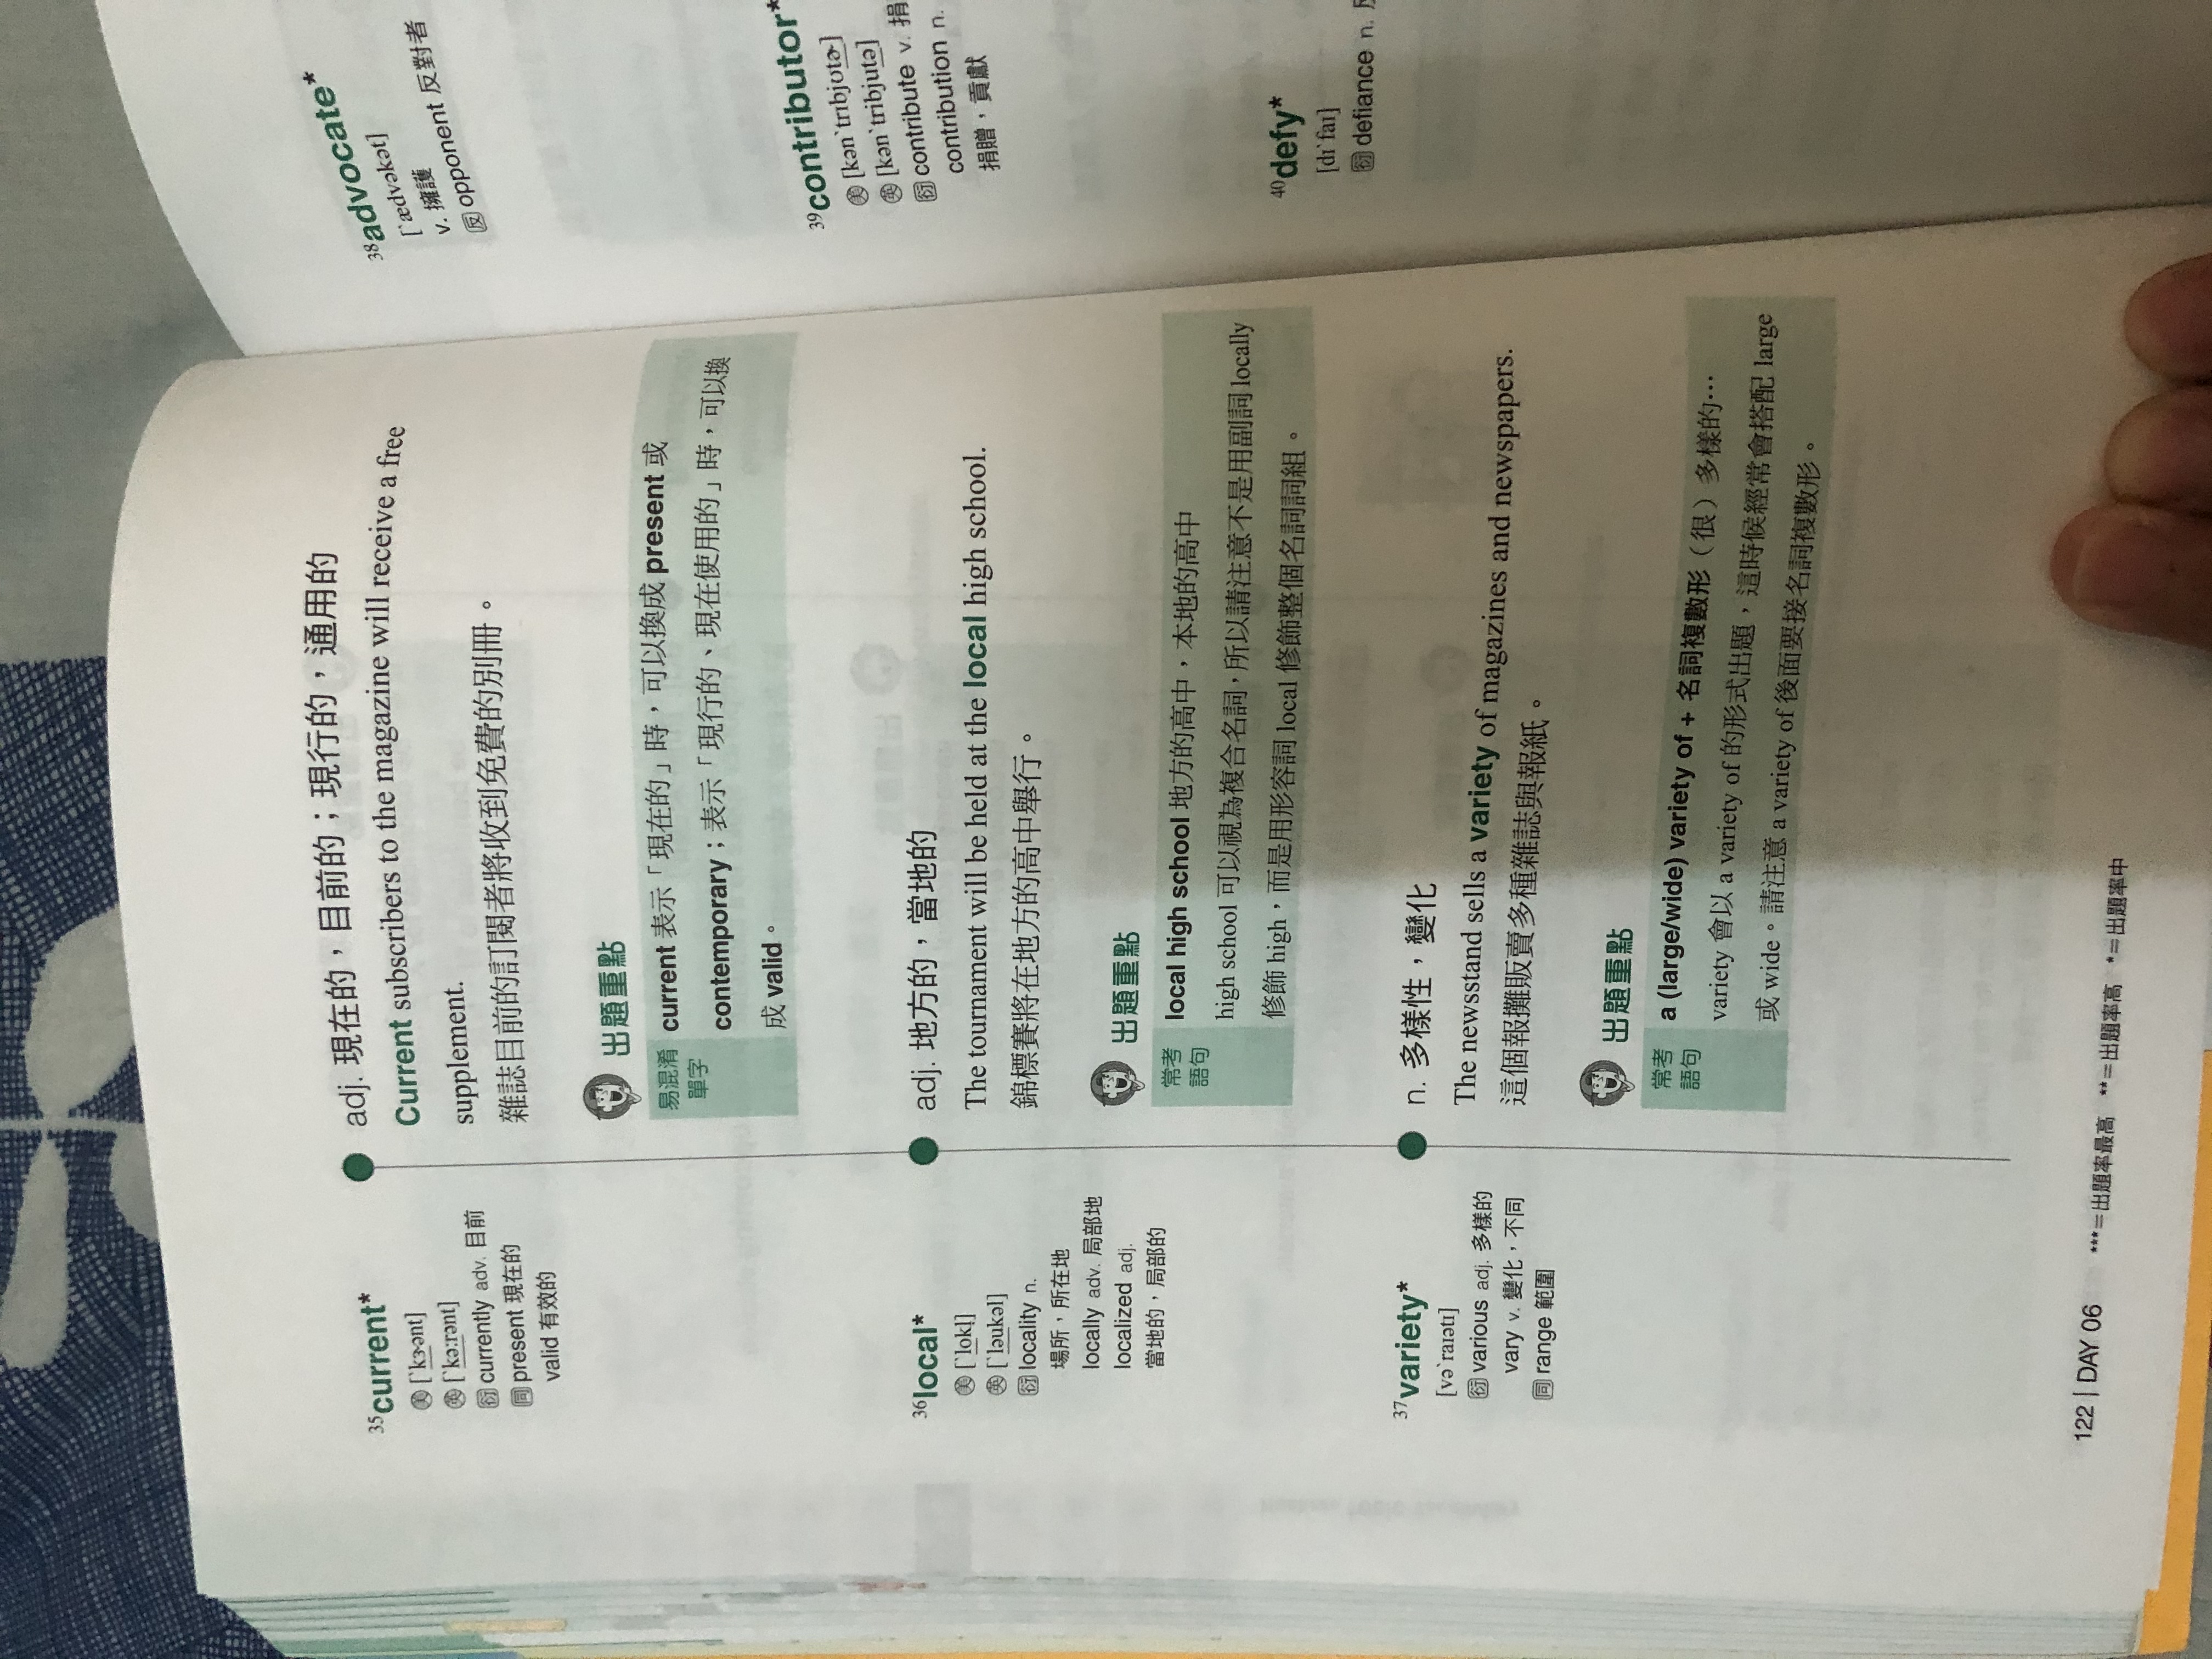 35current*
美 [ˋkɝənt]
英 [ˋkə:rənt]
衍 currently adv. 目前
同 present 現在的
valid 有效的
adj. 現在的，目前的；現行的，通用的
Current subscribers to the magazine will receive a free
supplement.
雜誌目前的訂閱者將收到免費的別冊。
出題重點
易混淆
單字
current 表示「現在的」時，可以換成 present 或
contemporary；表示「現行的、現在使用的」時，可以換
成 valid。
36local*
美 [ˋlokl̩]
英 [ˋləukəl]
衍 locality n.
場所，所在地
locally adv. 局部地
localized adj.
當地的，局部的
adj. 地方的，當地的
The tournament will be held at the local high school.
錦標賽將在地方的高中舉行。
出題重點
常考
語句
local high school 地方的高中，本地的高中
high school 可以視為複合名詞，所以請注意不是用副詞 locally
修飾 high，而是用形容詞 local 修飾整個名詞詞組。
37variety*
[vəˋraɪətɪ]
衍 various adj. 多樣的
vary v. 變化，不同
同 range 範圍
n. 多樣性，變化
The newsstand sells a variety of magazines and newspapers.
這個報攤販賣多種雜誌與報紙。
出題重點
常考
語句
a (large/wide) variety of + 名詞複數形（很）多樣的⋯
variety 會以 a variety of 的形式出題，這時候經常會搭配 large
或 wide。請注意 a variety of 後面要接名詞複數形。
122 | DAY 06 ***＝出題率最高 **＝出題率高 *＝出題率中
38advocate*
[ˋædvəkət]
v. 擁護
反 opponent 反對者
39contributor*
美 [kənˋtrɪbjʊtɚ]
英 [kənˋtribjutə]
衍 contribute v. 捐
contribution n.
捐贈，貢獻
40defy*
[dɪˋfaɪ]
衍 defiance n.